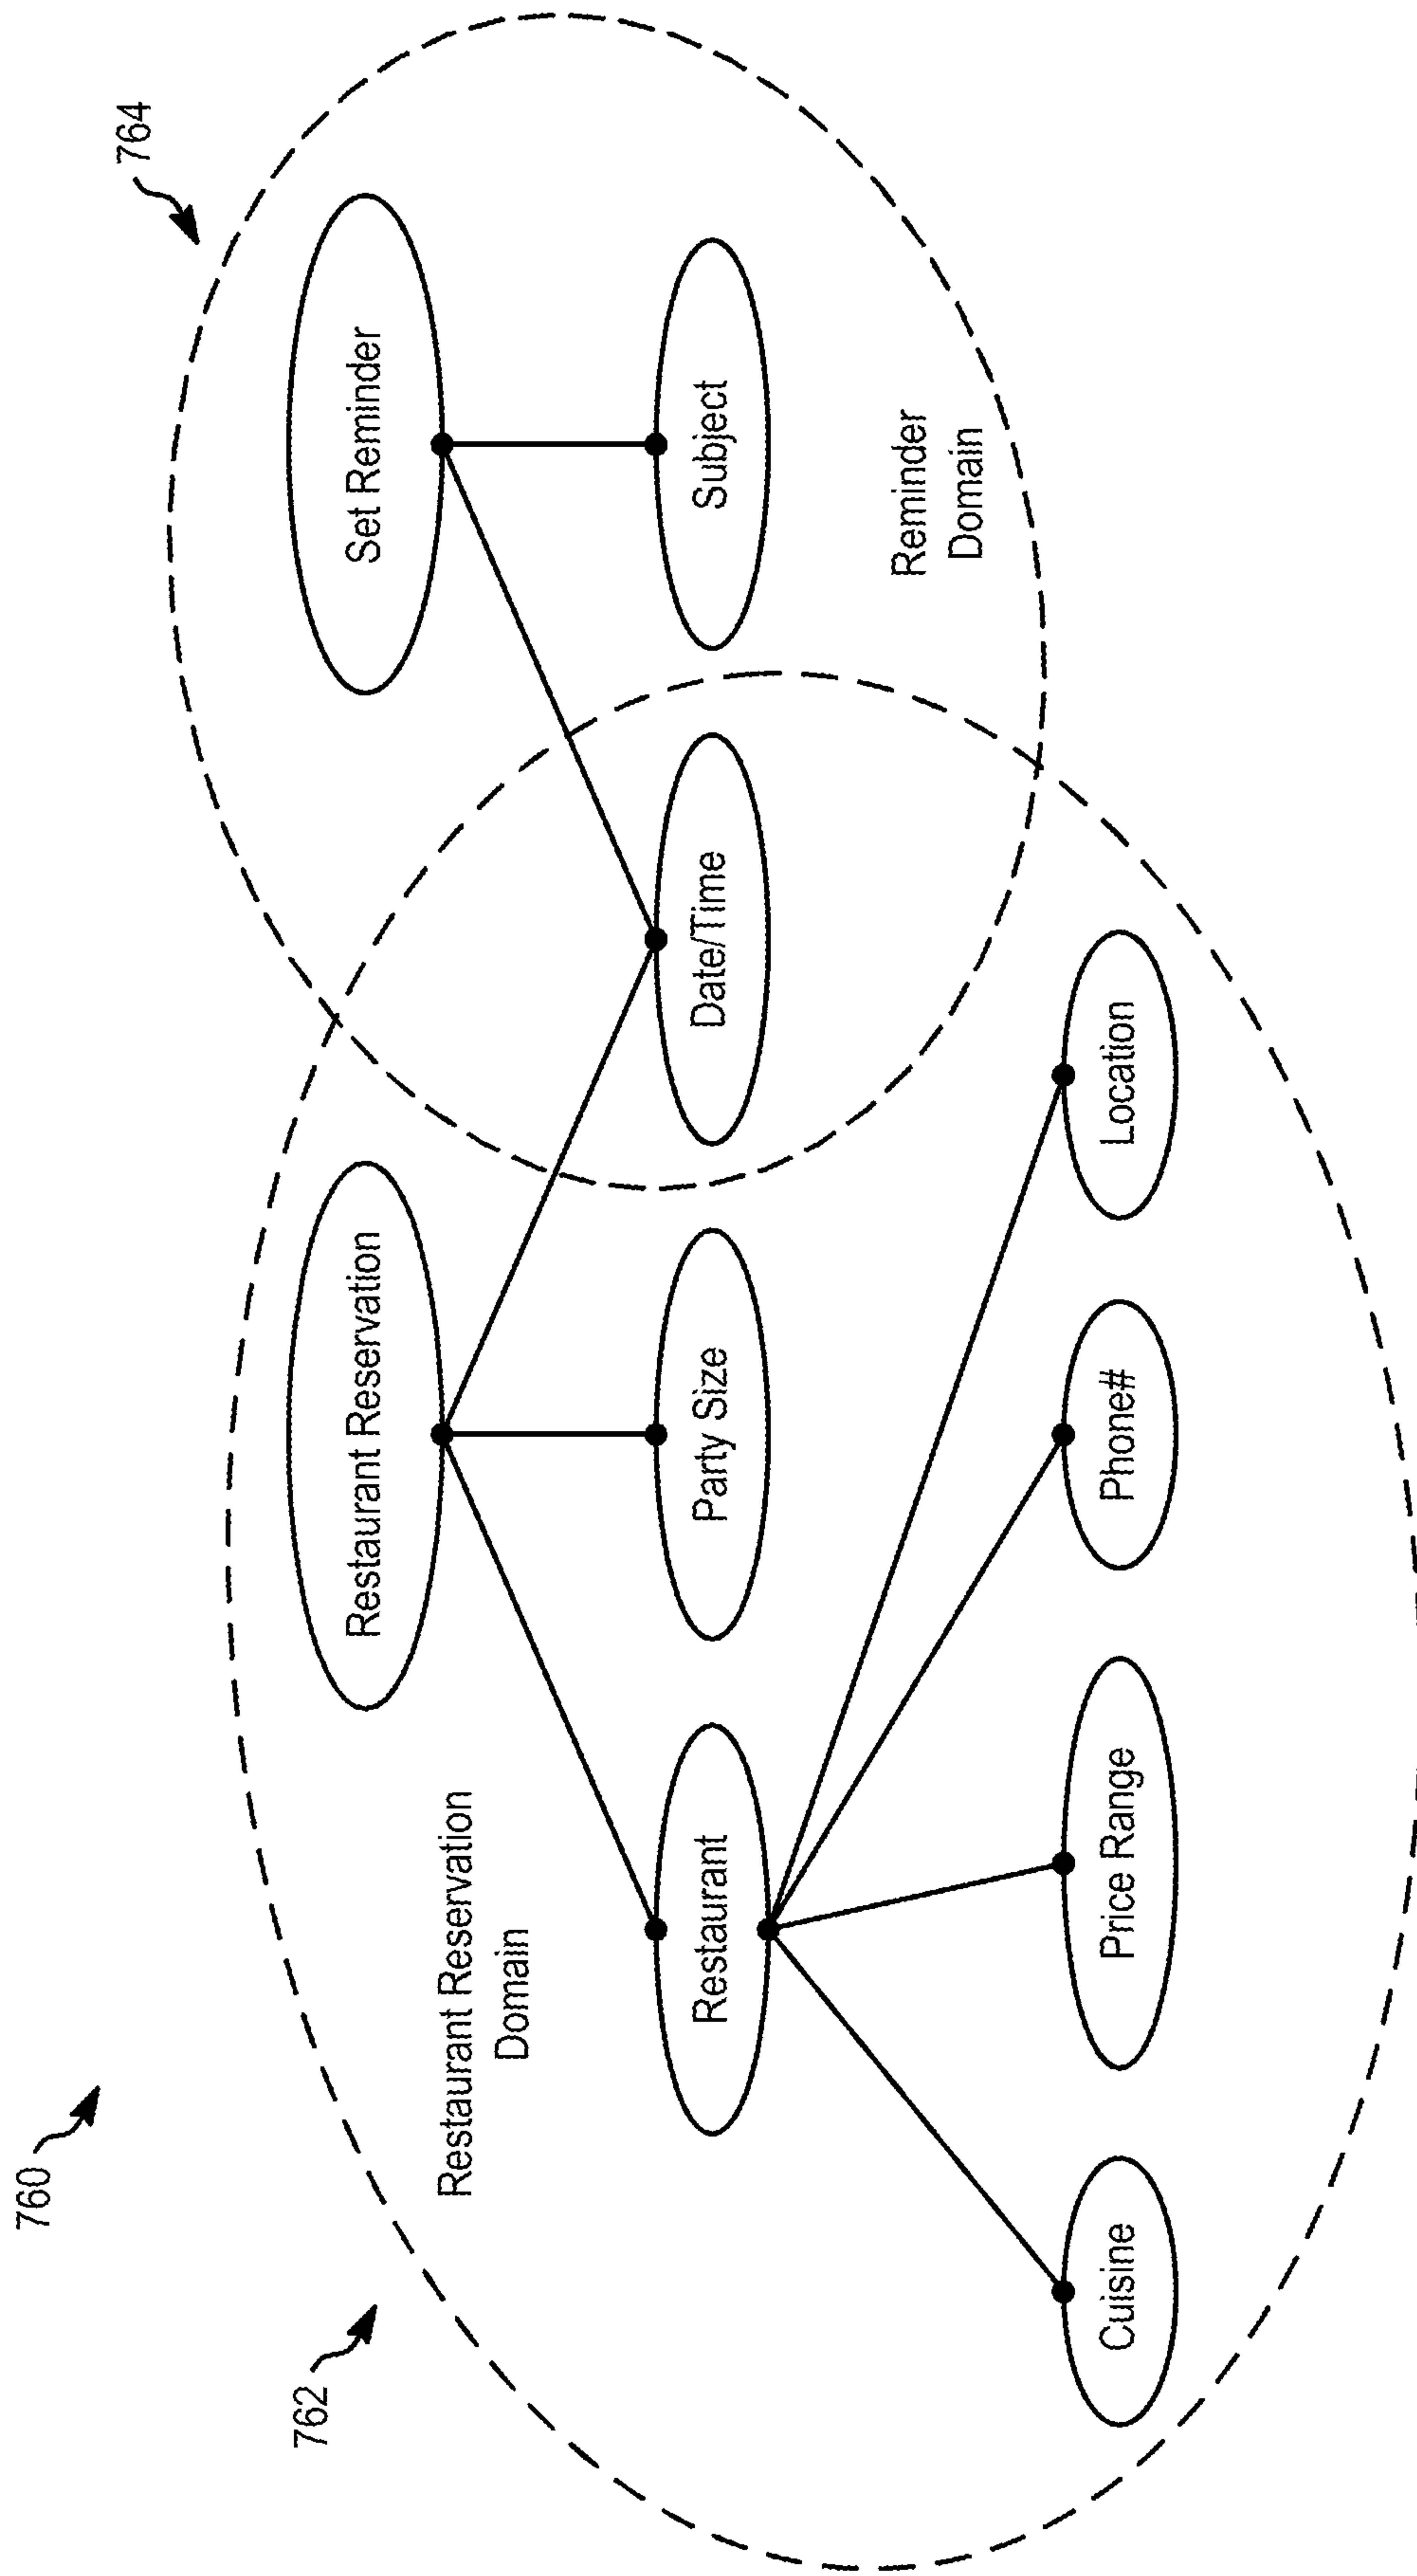 760
762
764
Restaurant Reservation
Set Reminder
Restaurant Reservation
Domain
Restaurant
Party Size
Date/Time
Subject
Reminder
Domain
Cuisine
Price Range
Phone#
Location